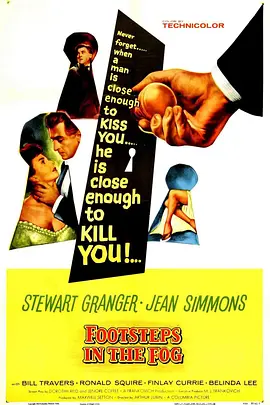 TECHNICOLOR
Never
forget.....
when
a man
is close
enough
to
KISS
YOU.....
he is
close
enough
to
KILL
YOU!...
STEWART GRANGER · JEAN SIMMONS
FOOTSTEPS
IN THE FOG
WITH BILL TRAVERS · RONALD SQUIRE · FINLAY CURRIE · BELINDA LEE
A COLUMBIA PICTURE